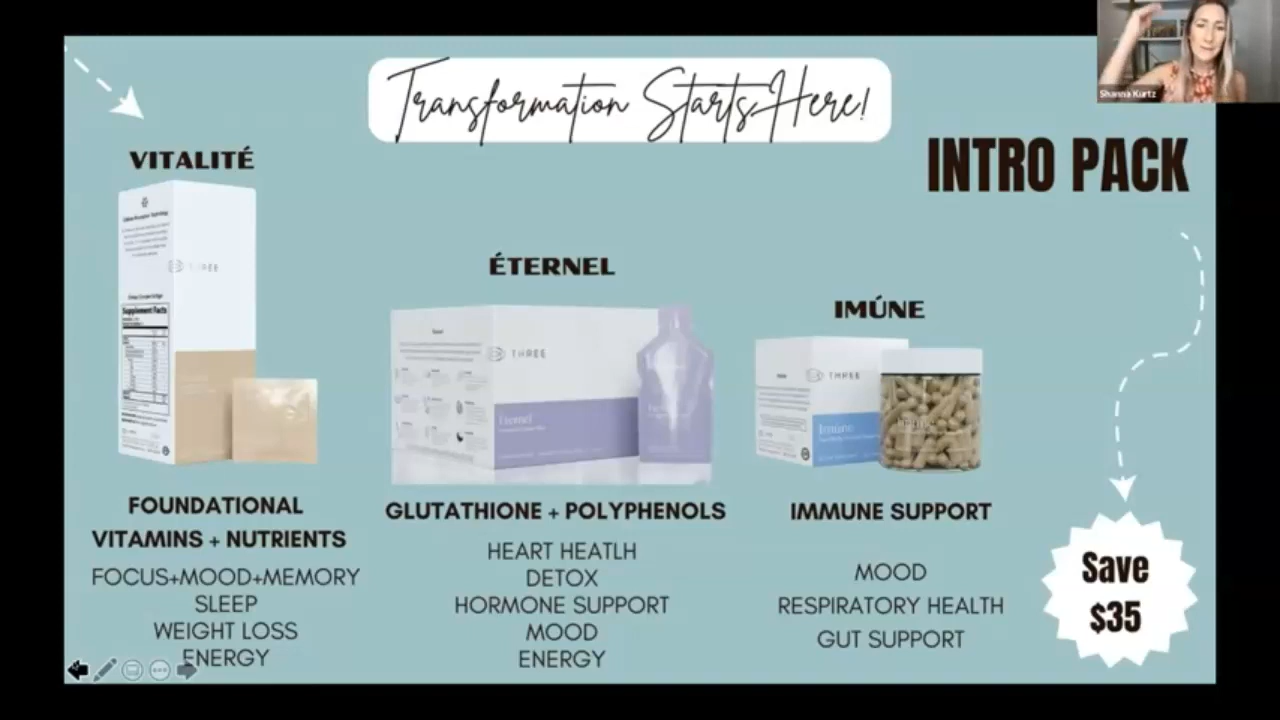 Transformation Starts Here!
Shanna Kurtz
INTRO PACK
VITALITÉ
THREE
Supplement Facts
FOUNDATIONAL
VITAMINS + NUTRIENTS
FOCUS+MOOD+MEMORY
SLEEP
WEIGHT LOSS
ENERGY
ÉTERNEL
THREE
Éternel
GLUTATHIONE + POLYPHENOLS
HEART HEATLH
DETOX
HORMONE SUPPORT
MOOD
ENERGY
IMÚNE
THREE
Imúne
IMMUNE SUPPORT
MOOD
RESPIRATORY HEALTH
GUT SUPPORT
Save
$35